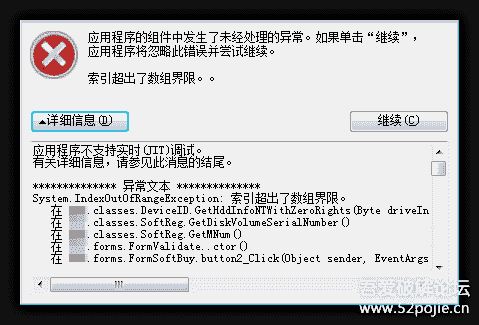 应用程序的组件中发生了未经处理的异常。如果单击“继续”，
应用程序将忽略此错误并尝试继续。
索引超出了数组界限。。
详细信息(D)
继续(C)
应用程序不支持实时(JIT)调试。
有关详细信息，请参见此消息的结尾。
************** 异常文本 **************
System.IndexOutOfRangeException: 索引超出了数组界限。
在 .classes.DeviceID.GetHddInfoNTWithZeroRights(Byte driveIn
在 .classes.SoftReg.GetDiskVolumeSerialNumber()
在 .classes.SoftReg.GetMNum()
在 .forms.FormValidate..ctor()
在 .forms.FormSoftBuy.button2_Click(Object sender, EventArgs
吾爱破解论坛
www.52pojie.cn